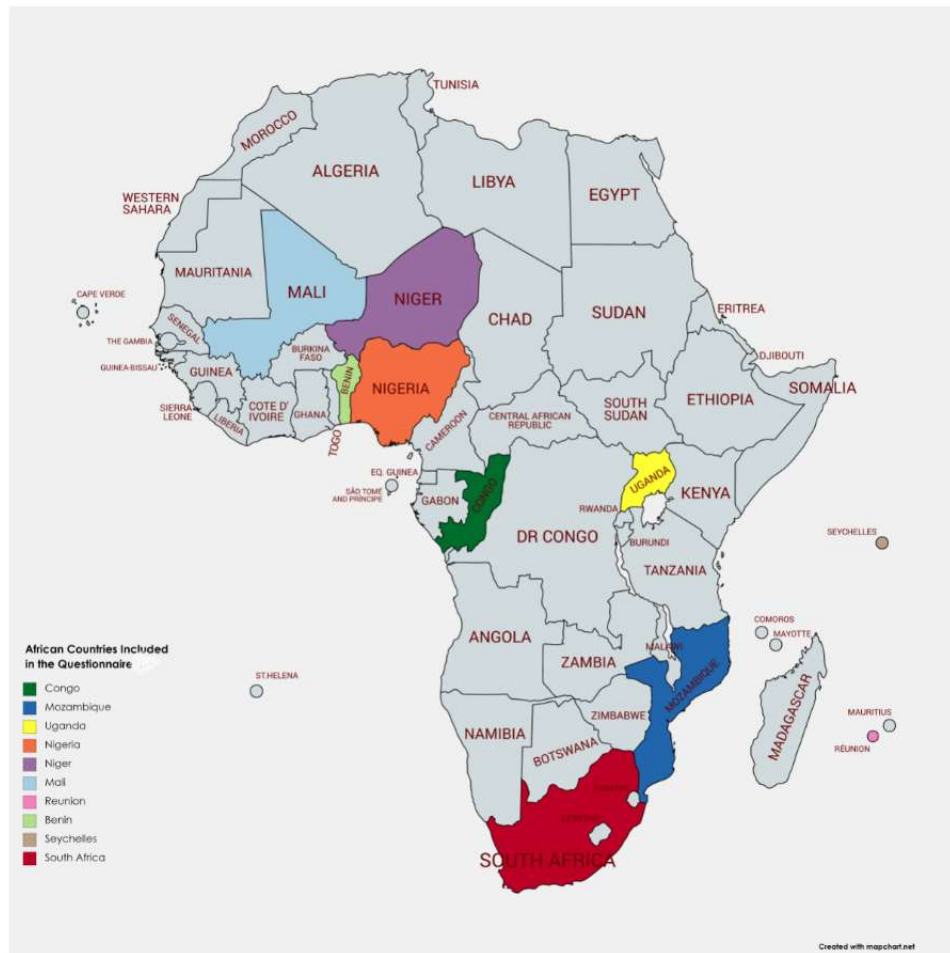 TUNISIA
MOROCCO
ALGERIA
LIBYA
EGYPT
WESTERN
SAHARA
MAURITANIA
MALI
NIGER
CHAD
SUDAN
ERITREA
CAPE VERDE
SENEGAL
THE GAMBIA
GUINEA-BISSAU
GUINEA
BURKINA
FASO
BENIN
NIGERIA
DJIBOUTI
SOMALIA
ETHIOPIA
SOUTH
SUDAN
CENTRAL AFRICAN
REPUBLIC
CAMEROON
SIERRA
LEONE
LIBERIA
COTE D'
IVOIRE
GHANA
TOGO
EQ. GUINEA
SÃO TOMÉ
AND PRÍNCIPE
GABON
CONGO
DR CONGO
UGANDA
KENYA
RWANDA
BURUNDI
TANZANIA
SEYCHELLES
COMOROS
MAYOTTE
ANGOLA
ZAMBIA
MALAWI
MOZAMBIQUE
MADAGASCAR
MAURITIUS
RÉUNION
ST.HELENA
NAMIBIA
ZIMBABWE
BOTSWANA
LESOTHO
SOUTH AFRICA
African Countries Included
in the Questionnaire
Congo
Mozambique
Uganda
Nigeria
Niger
Mali
Reunion
Benin
Seychelles
South Africa
Created with mapchart.net